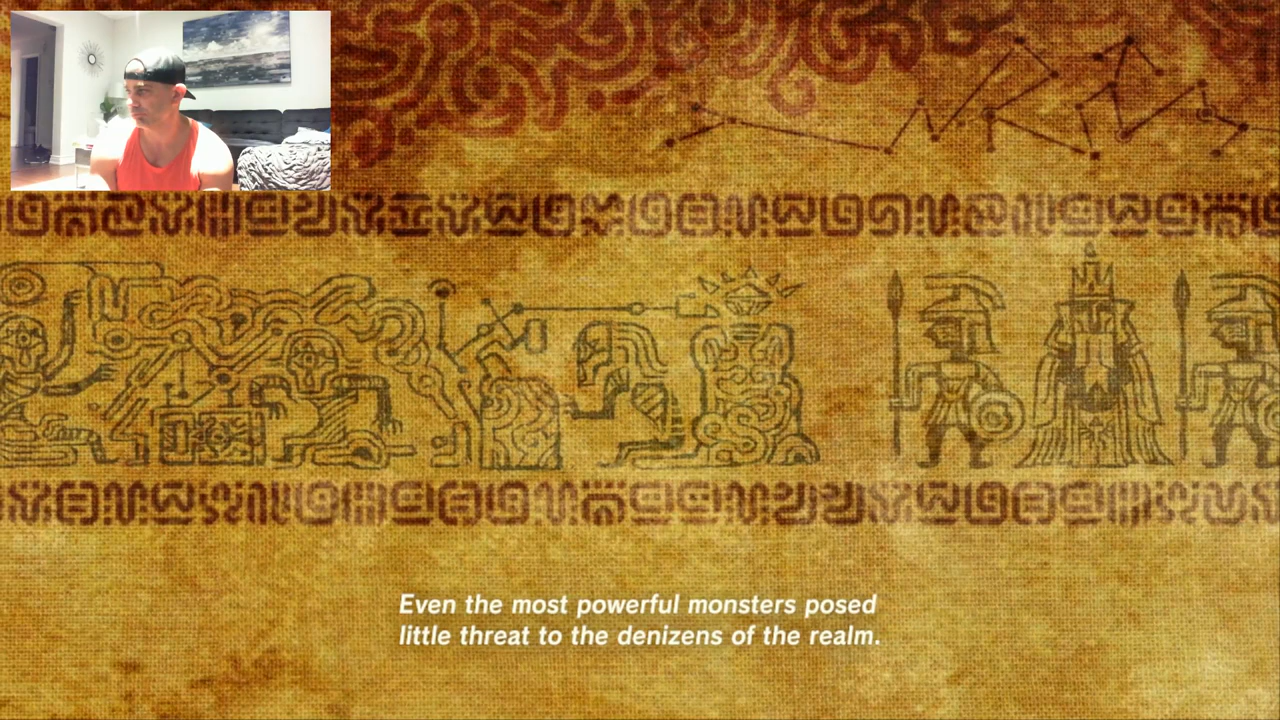 Even the most powerful monsters posed
little threat to the denizens of the realm.